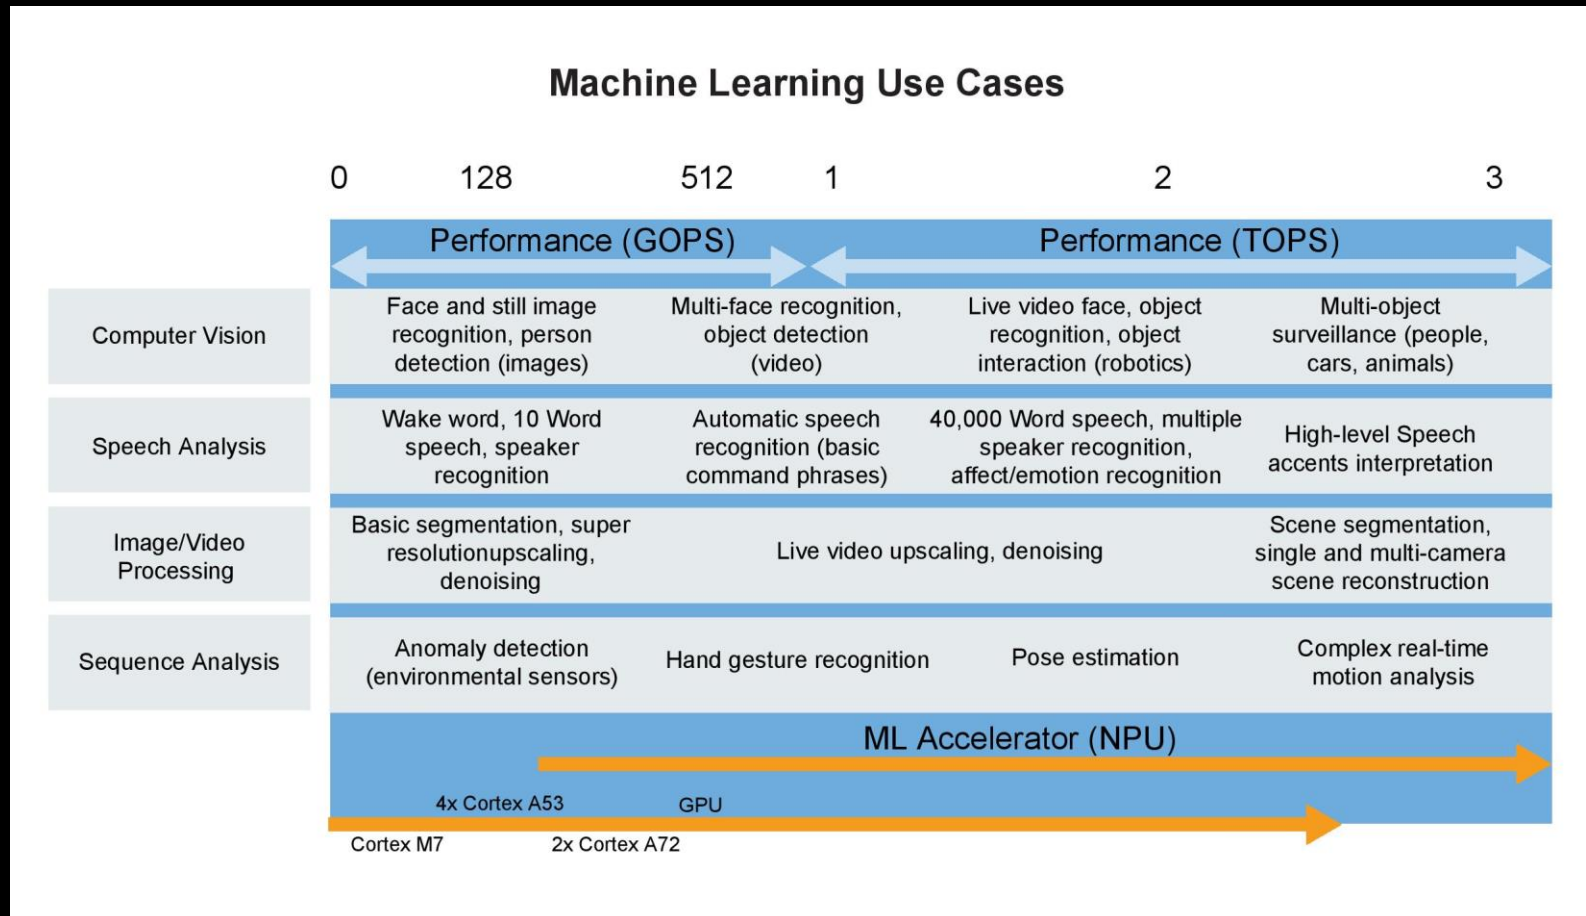 Machine Learning Use Cases
0 128 512 1 2 3
Performance (GOPS) Performance (TOPS)
Computer Vision
Face and still image
recognition, person
detection (images)
Multi-face recognition,
object detection
(video)
Live video face, object
recognition, object
interaction (robotics)
Multi-object
surveillance (people,
cars, animals)
Speech Analysis
Wake word, 10 Word
speech, speaker
recognition
Automatic speech
recognition (basic
command phrases)
40,000 Word speech, multiple
speaker recognition,
affect/emotion recognition
High-level Speech
accents interpretation
Image/Video
Processing
Basic segmentation, super
resolutionupscaling,
denoising
Live video upscaling, denoising
Scene segmentation,
single and multi-camera
scene reconstruction
Sequence Analysis
Anomaly detection
(environmental sensors)
Hand gesture recognition
Pose estimation
Complex real-time
motion analysis
ML Accelerator (NPU)
4x Cortex A53 GPU
Cortex M7 2x Cortex A72